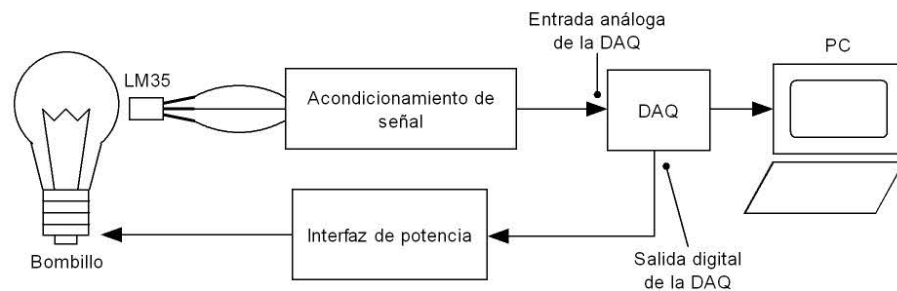 Entrada análoga
de la DAQ
PC
LM35
Acondicionamiento de
señal
DAQ
Interfaz de potencia
Bombillo
Salida digital
de la DAQ